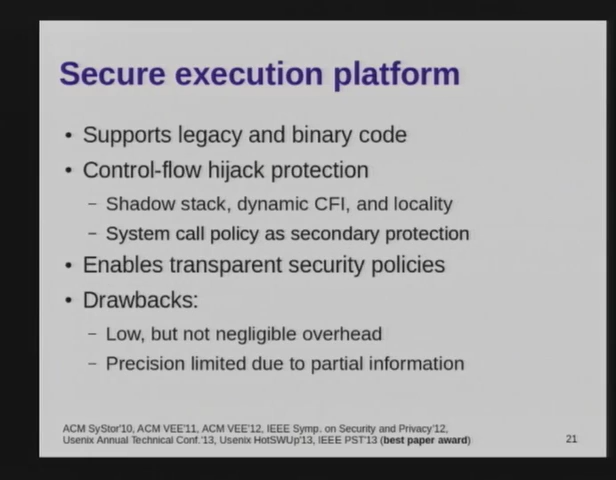 Secure execution platform
• Supports legacy and binary code
• Control-flow hijack protection
– Shadow stack, dynamic CFI, and locality
– System call policy as secondary protection
• Enables transparent security policies
• Drawbacks:
– Low, but not negligible overhead
– Precision limited due to partial information
ACM SyStor'10, ACM VEE'11, ACM VEE'12, IEEE Symp. on Security and Privacy'12,
Usenix Annual Technical Conf.'13, Usenix HotSWUp'13, IEEE PST'13 (best paper award)
21